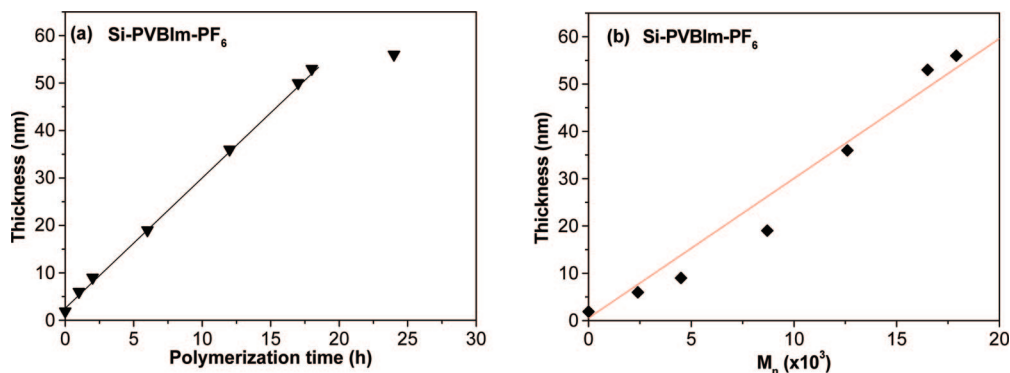 (a) Si-PVBIm-PF6
Thickness (nm)
60
50
40
30
20
10
0
0 5 10 15 20 25 30
Polymerization time (h)
(b) Si-PVBIm-PF6
Thickness (nm)
60
50
40
30
20
10
0
0 5 10 15 20
Mn (x10³)